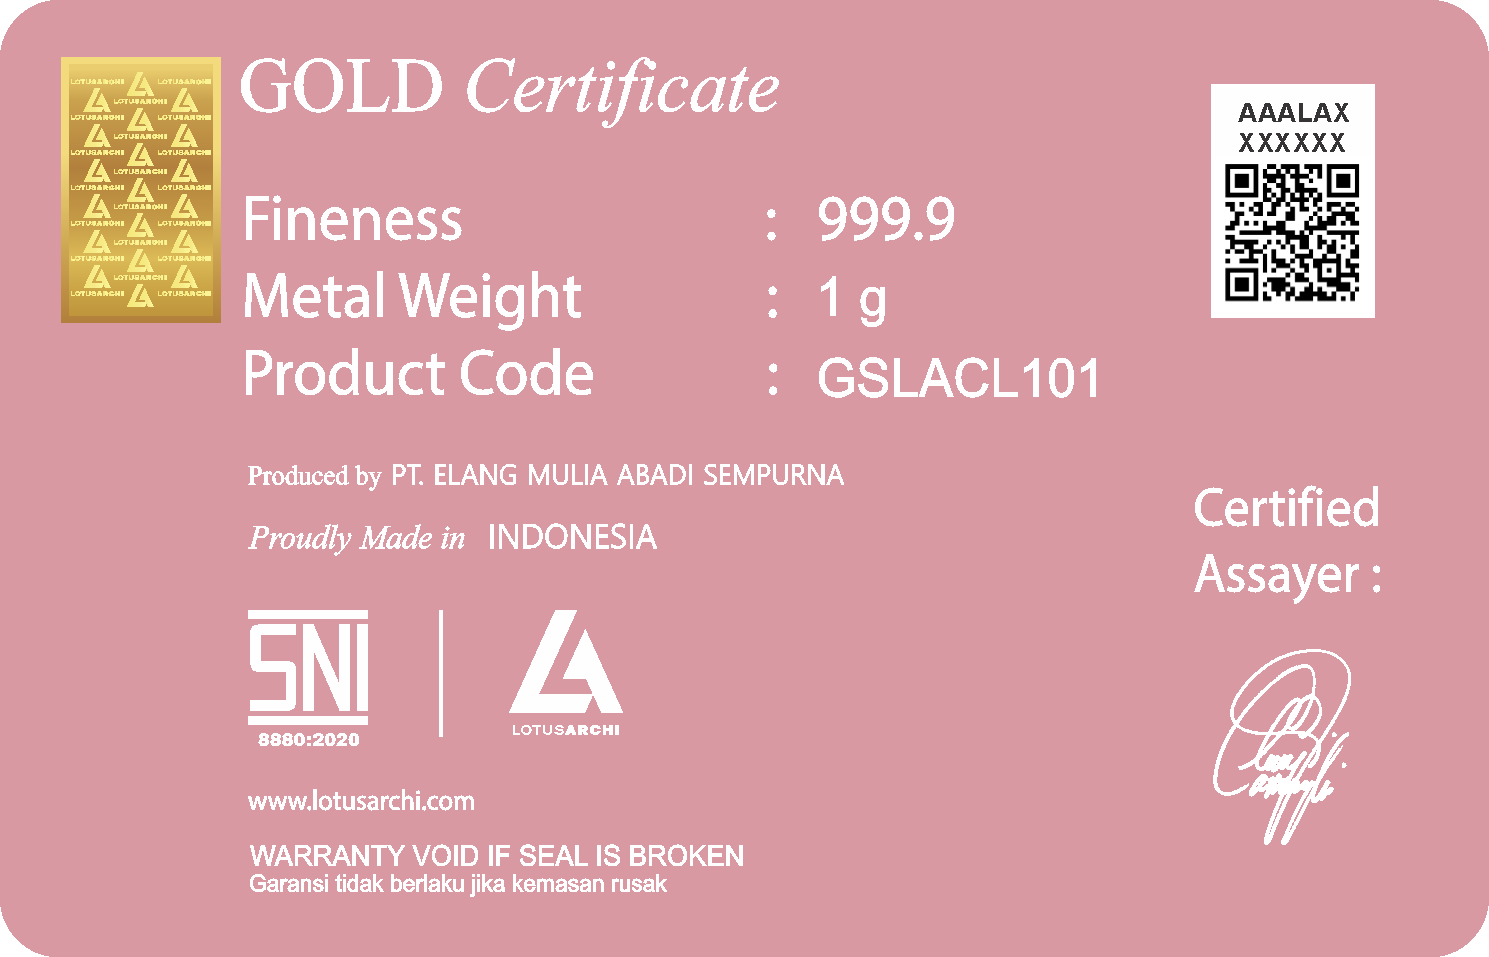 GOLD Certificate
AAALAX
XXXXXX
Fineness : 999.9
Metal Weight : 1 g
Product Code : GSLACL101
Produced by PT. ELANG MULIA ABADI SEMPURNA
Proudly Made in INDONESIA
Certified
Assayer :
SNI
8880:2020
LOTUSARCHI
www.lotusarchi.com
WARRANTY VOID IF SEAL IS BROKEN
Garansi tidak berlaku jika kemasan rusak